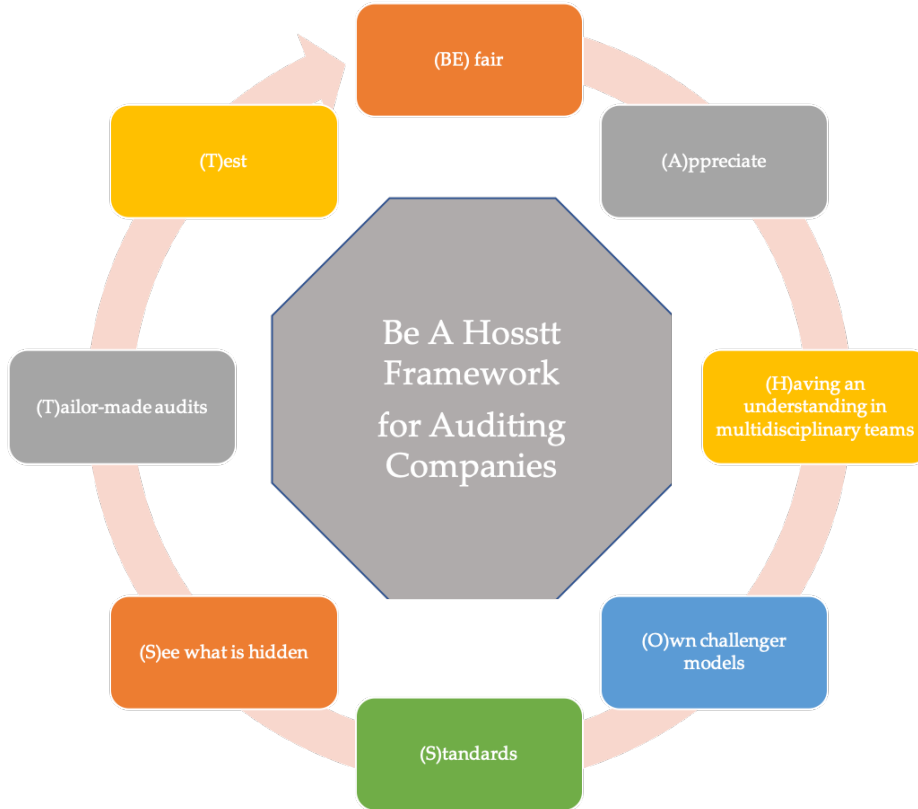 (BE) fair
(A)ppreciate
(H)aving an
understanding in
multidisciplinary teams
(O)wn challenger
models
(S)tandards
(S)ee what is hidden
(T)ailor-made audits
(T)est
Be A Hosstt
Framework
for Auditing
Companies